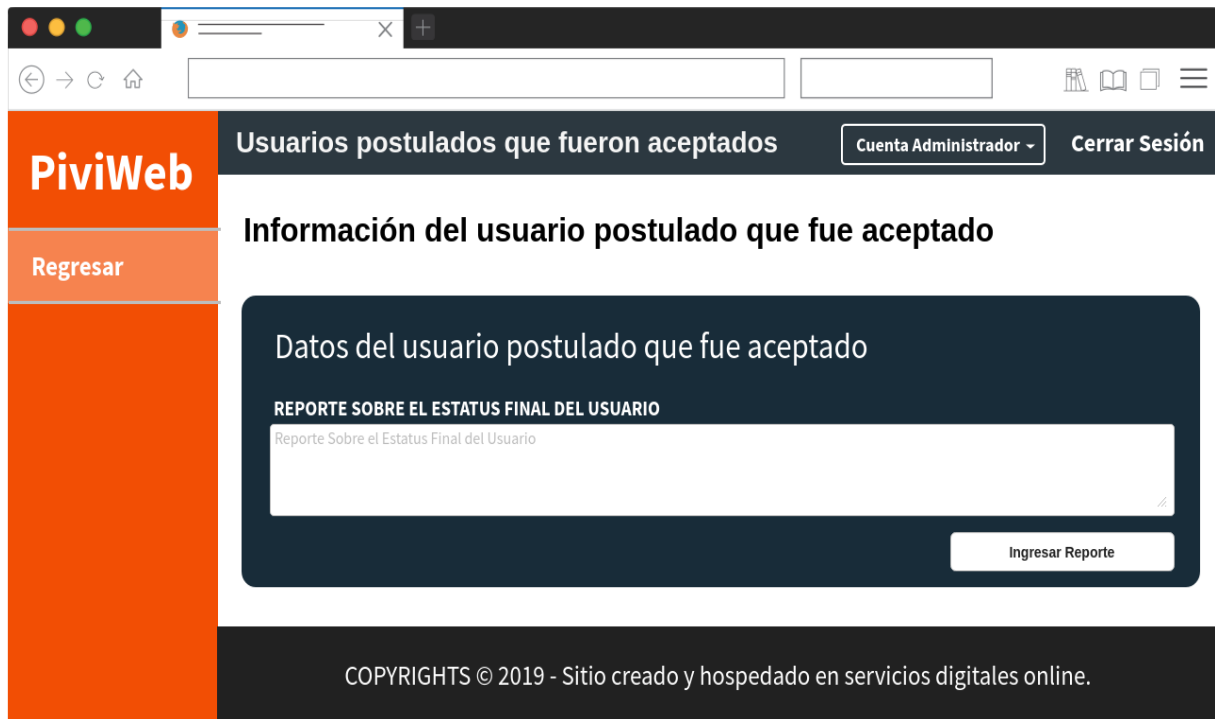 PiviWeb
Regresar
Usuarios postulados que fueron aceptados
Cuenta Administrador
Cerrar Sesión
Información del usuario postulado que fue aceptado
Datos del usuario postulado que fue aceptado
REPORTE SOBRE EL ESTATUS FINAL DEL USUARIO
Reporte Sobre el Estatus Final del Usuario
Ingresar Reporte
COPYRIGHTS © 2019 - Sitio creado y hospedado en servicios digitales online.